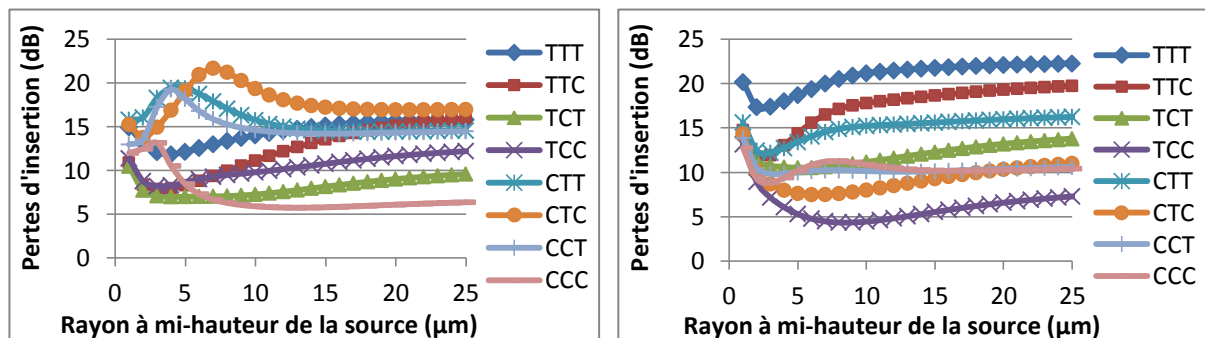 Pertes d'insertion (dB)
25
20
15
10
5
0
0 5 10 15 20 25
Rayon à mi-hauteur de la source (µm)
TTT
TTC
TCT
TCC
CTT
CTC
CCT
CCC
Pertes d'insertion (dB)
25
20
15
10
5
0
0 5 10 15 20 25
Rayon à mi-hauteur de la source (µm)
TTT
TTC
TCT
TCC
CTT
CTC
CCT
CCC